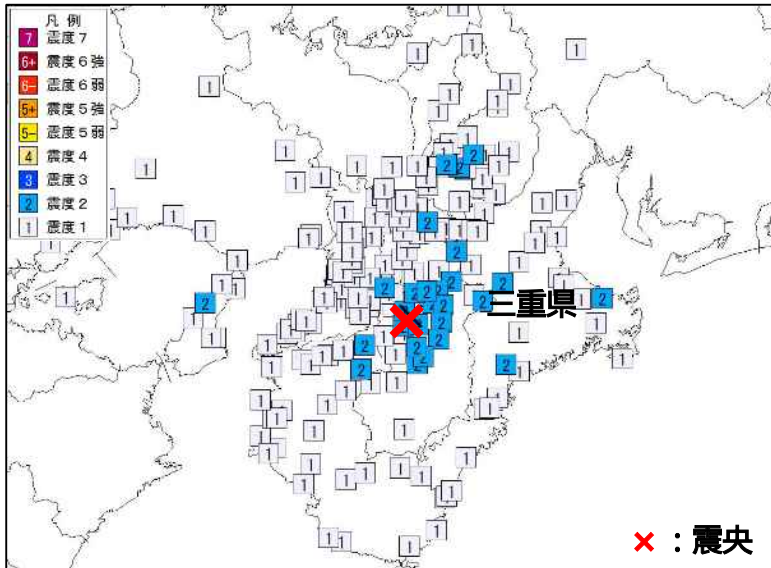 凡 例
7 震度7
6+ 震度6強
6- 震度6弱
5+ 震度5強
5- 震度5弱
4 震度4
3 震度3
2 震度2
1 震度1
三重県
× ：震央